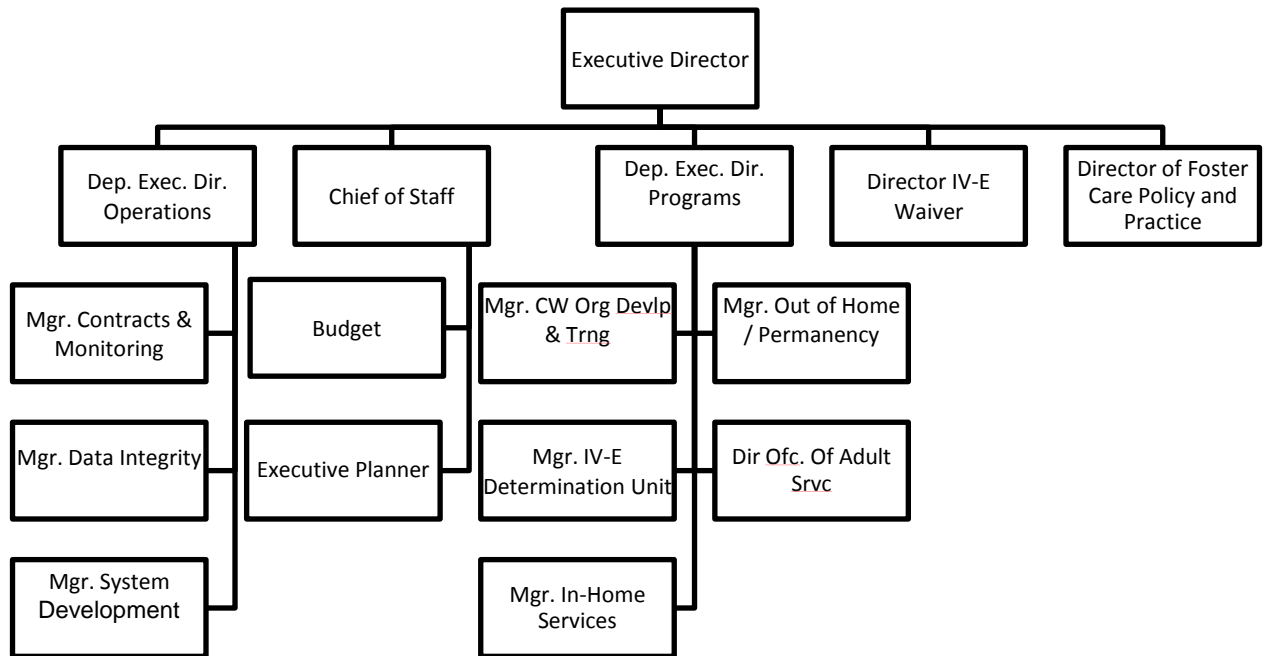 Executive Director
Dep. Exec. Dir.
Operations
Chief of Staff
Dep. Exec. Dir.
Programs
Director IV-E
Waiver
Director of Foster
Care Policy and
Practice
Mgr. Contracts &
Monitoring
Budget
Mgr. CW Org Devlp
& Trng
Mgr. Out of Home
/ Permanency
Mgr. Data Integrity
Executive Planner
Mgr. IV-E
Determination Unit
Dir Ofc. Of Adult
Srvc
Mgr. System
Development
Mgr. In-Home
Services